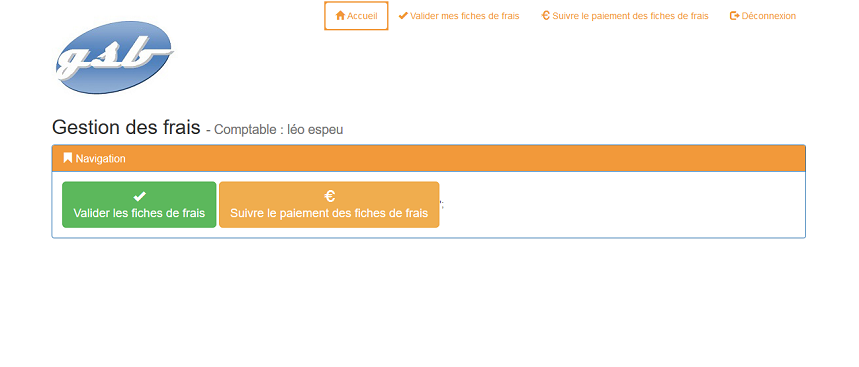 Accueil Valider mes fiches de frais € Suivre le paiement des fiches de frais Déconnexion
gsb
Gestion des frais - Comptable : léo espeu
Navigation
€
Valider les fiches de frais Suivre le paiement des fiches de frais ";